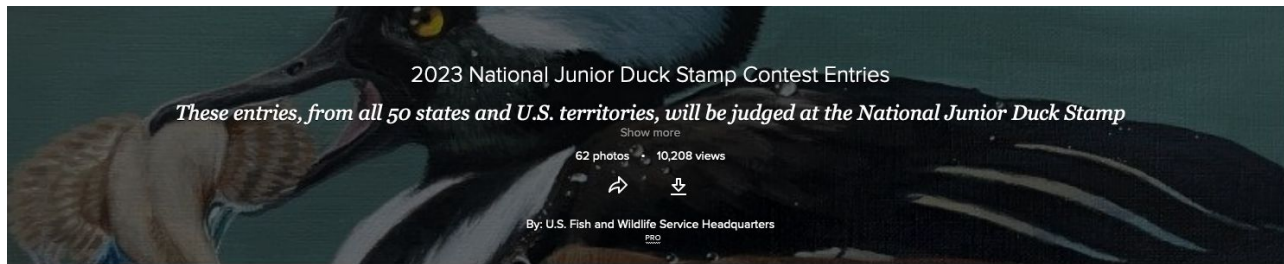 2023 National Junior Duck Stamp Contest Entries
These entries, from all 50 states and U.S. territories, will be judged at the National Junior Duck Stamp
Show more
62 photos • 10,208 views
By: U.S. Fish and Wildlife Service Headquarters
PRO